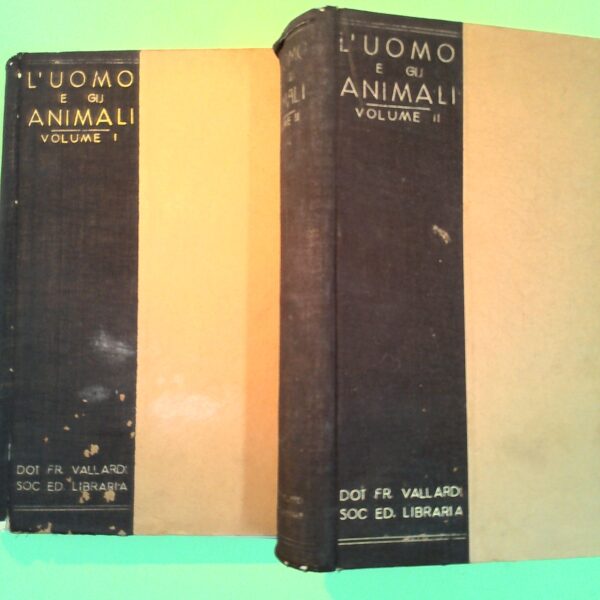 L'UOMO
E GLI
ANIMALI
VOLUME I
DOT FR. VALLARDI
SOC ED. LIBRARIA
L'UOMO
E GLI
ANIMALI
VOLUME II
DOT FR. VALLARDI
SOC ED. LIBRARIA